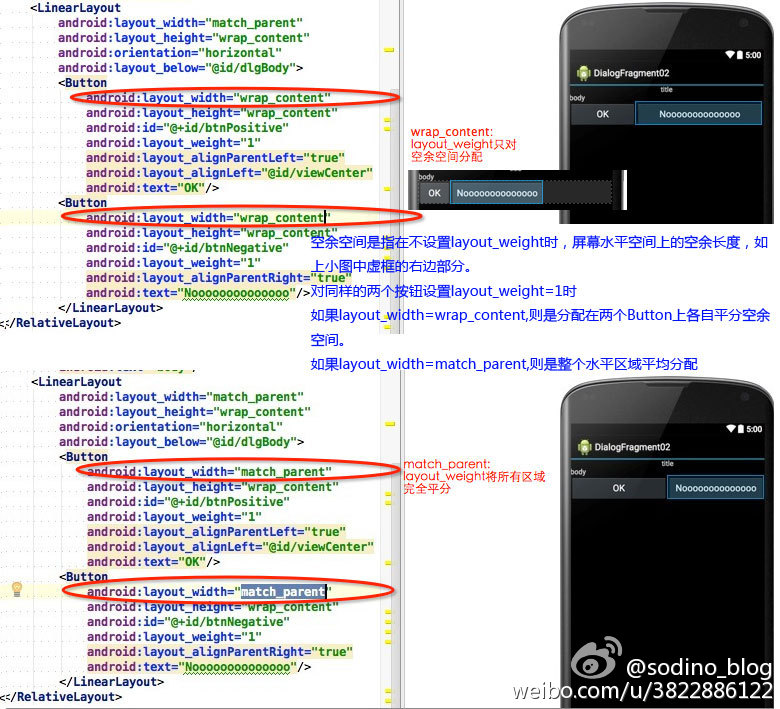 <LinearLayout
android:layout_width="match_parent"
android:layout_height="wrap_content"
android:orientation="horizontal"
android:layout_below="@id/dlgBody">
<Button
android:layout_width="wrap_content"
android:layout_height="wrap_content"
android:id="@+id/btnPositive"
android:layout_weight="1"
android:layout_alignParentLeft="true"
android:layout_alignLeft="@id/viewCenter"
android:text="OK"/>
<Button
android:layout_width="wrap_content"
android:layout_height="wrap_content"
android:id="@+id/btnNegative"
android:layout_weight="1"
android:layout_alignParentRight="true"
android:text="Noooooooooooooo"/>
</LinearLayout>
</RelativeLayout>
5:00
DialogFragment02
title
body
OK
Noooooooooooooo
wrap_content:
layout_weight只对
空余空间分配
body
OK
Noooooooooooooo
空余空间是指在不设置layout_weight时，屏幕水平空间上的空余长度，如
上小图中虚框的右边部分。
对同样的两个按钮设置layout_weight=1时
如果layout_width=wrap_content,则是分配在两个Button上各自平分空余
空间。
如果layout_width=match_parent,则是整个水平区域平均分配
<LinearLayout
android:layout_width="match_parent"
android:layout_height="wrap_content"
android:orientation="horizontal"
android:layout_below="@id/dlgBody">
<Button
android:layout_width="match_parent"
android:layout_height="wrap_content"
android:id="@+id/btnPositive"
android:layout_weight="1"
android:layout_alignParentLeft="true"
android:layout_alignLeft="@id/viewCenter"
android:text="OK"/>
<Button
android:layout_width="match_parent"
android:layout_height="wrap_content"
android:id="@+id/btnNegative"
android:layout_weight="1"
android:layout_alignParentRight="true"
android:text="Noooooooooooooo"/>
</LinearLayout>
</RelativeLayout>
match_parent:
layout_weight将所有区域
完全平分
5:00
DialogFragment02
title
body
OK
Noooooooooooooo
@sodino_blog
weibo.com/u/3822886122